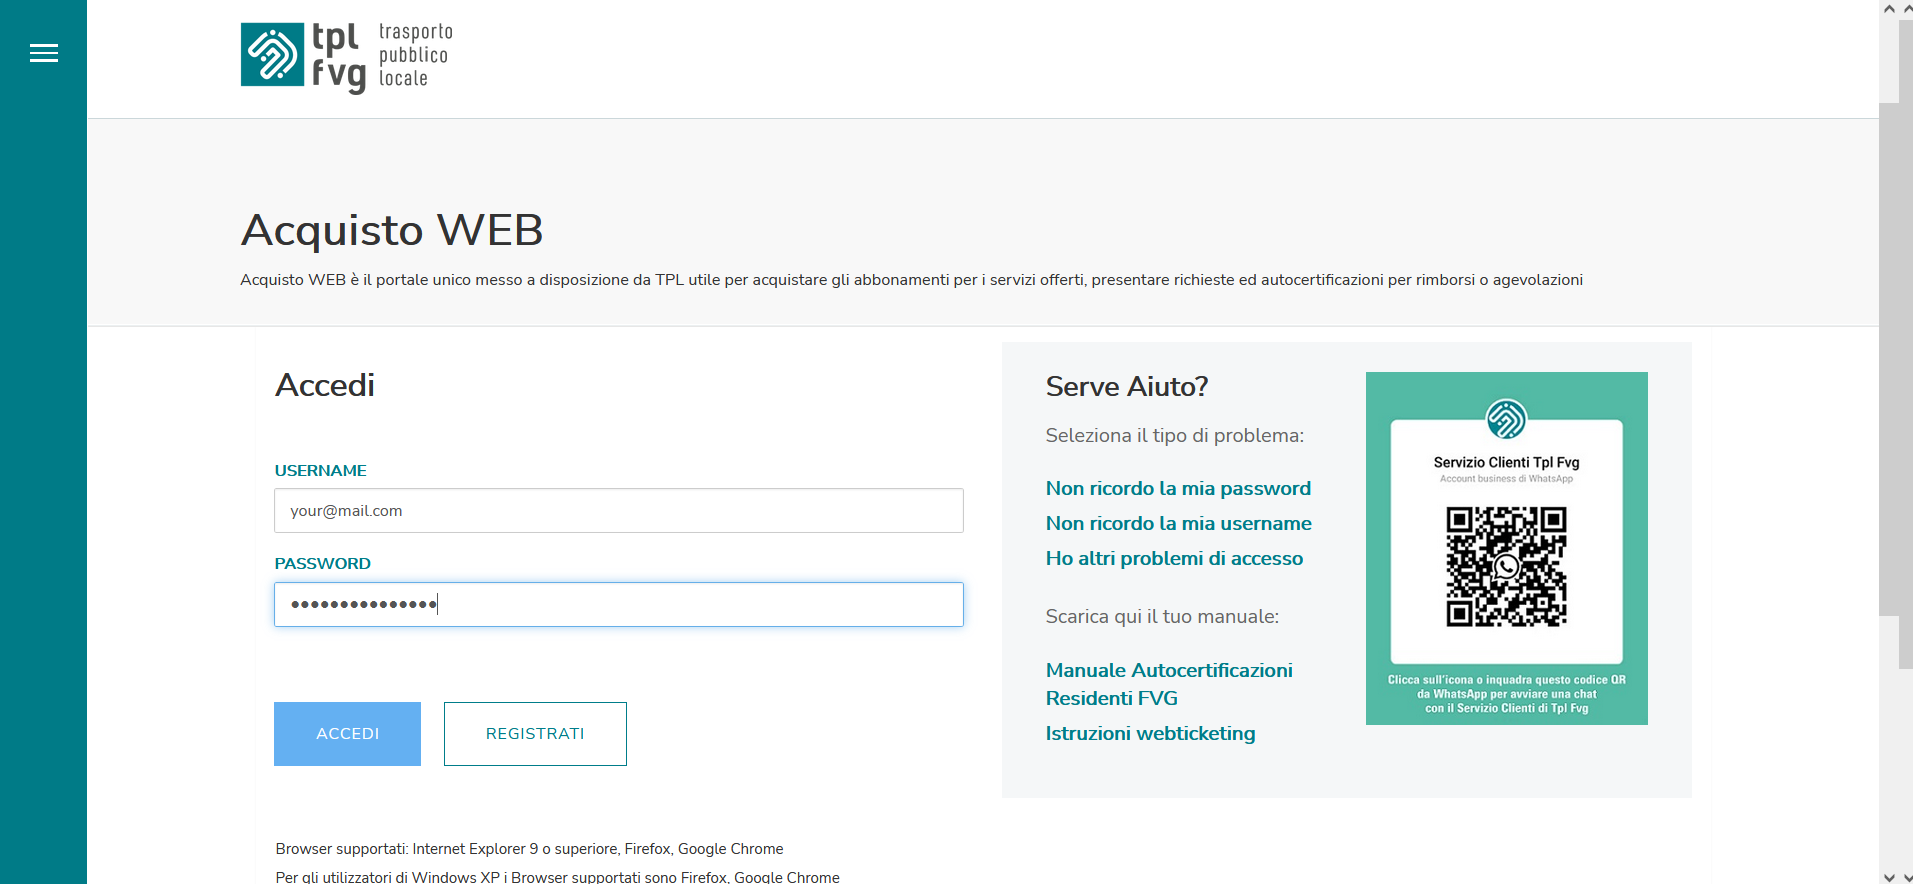 tpl fvg
trasporto
pubblico
locale
Acquisto WEB
Acquisto WEB è il portale unico messo a disposizione da TPL utile per acquistare gli abbonamenti per i servizi offerti, presentare richieste ed autocertificazioni per rimborsi o agevolazioni
Accedi
USERNAME
your@mail.com
PASSWORD
•••••••••••••••
ACCEDI
REGISTRATI
Serve Aiuto?
Seleziona il tipo di problema:
Non ricordo la mia password
Non ricordo la mia username
Ho altri problemi di accesso
Scarica qui il tuo manuale:
Manuale Autocertificazioni
Residenti FVG
Istruzioni webticketing
Servizio Clienti Tpl Fvg
Account business di WhatsApp
Clicca sull'icona o inquadra questo codice QR
da WhatsApp per avviare una chat
con il Servizio Clienti di Tpl Fvg
Browser supportati: Internet Explorer 9 o superiore, Firefox, Google Chrome
Per gli utilizzatori di Windows XP i Browser supportati sono Firefox, Google Chrome